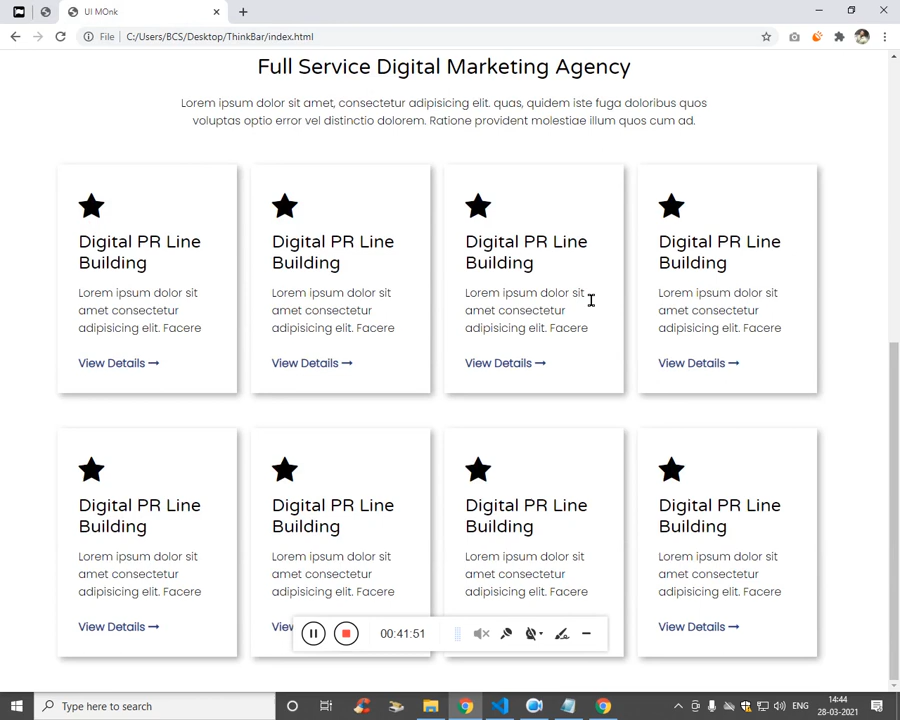 UI MOnk
File
C:/Users/BCS/Desktop/ThinkBar/index.html
Full Service Digital Marketing Agency
Lorem ipsum dolor sit amet, consectetur adipisicing elit. quas, quidem iste fuga doloribus quos
voluptas optio error vel distinctio dolorem. Ratione provident molestiae illum quos cum ad.
Digital PR Line
Building
Lorem ipsum dolor sit
amet consectetur
adipisicing elit. Facere
View Details →
Digital PR Line
Building
Lorem ipsum dolor sit
amet consectetur
adipisicing elit. Facere
View Details →
Digital PR Line
Building
Lorem ipsum dolor sit
amet consectetur
adipisicing elit. Facere
View Details →
Digital PR Line
Building
Lorem ipsum dolor sit
amet consectetur
adipisicing elit. Facere
View Details →
Digital PR Line
Building
Lorem ipsum dolor sit
amet consectetur
adipisicing elit. Facere
View Details →
Digital PR Line
Building
Lorem ipsum dolor sit
amet consectetur
adipisicing elit. Facere
Digital PR Line
Building
Lorem ipsum dolor sit
amet consectetur
adipisicing elit. Facere
Digital PR Line
Building
Lorem ipsum dolor sit
amet consectetur
adipisicing elit. Facere
View Details →
00:41:51
Type here to search
ENG
14:44
28-03-2021